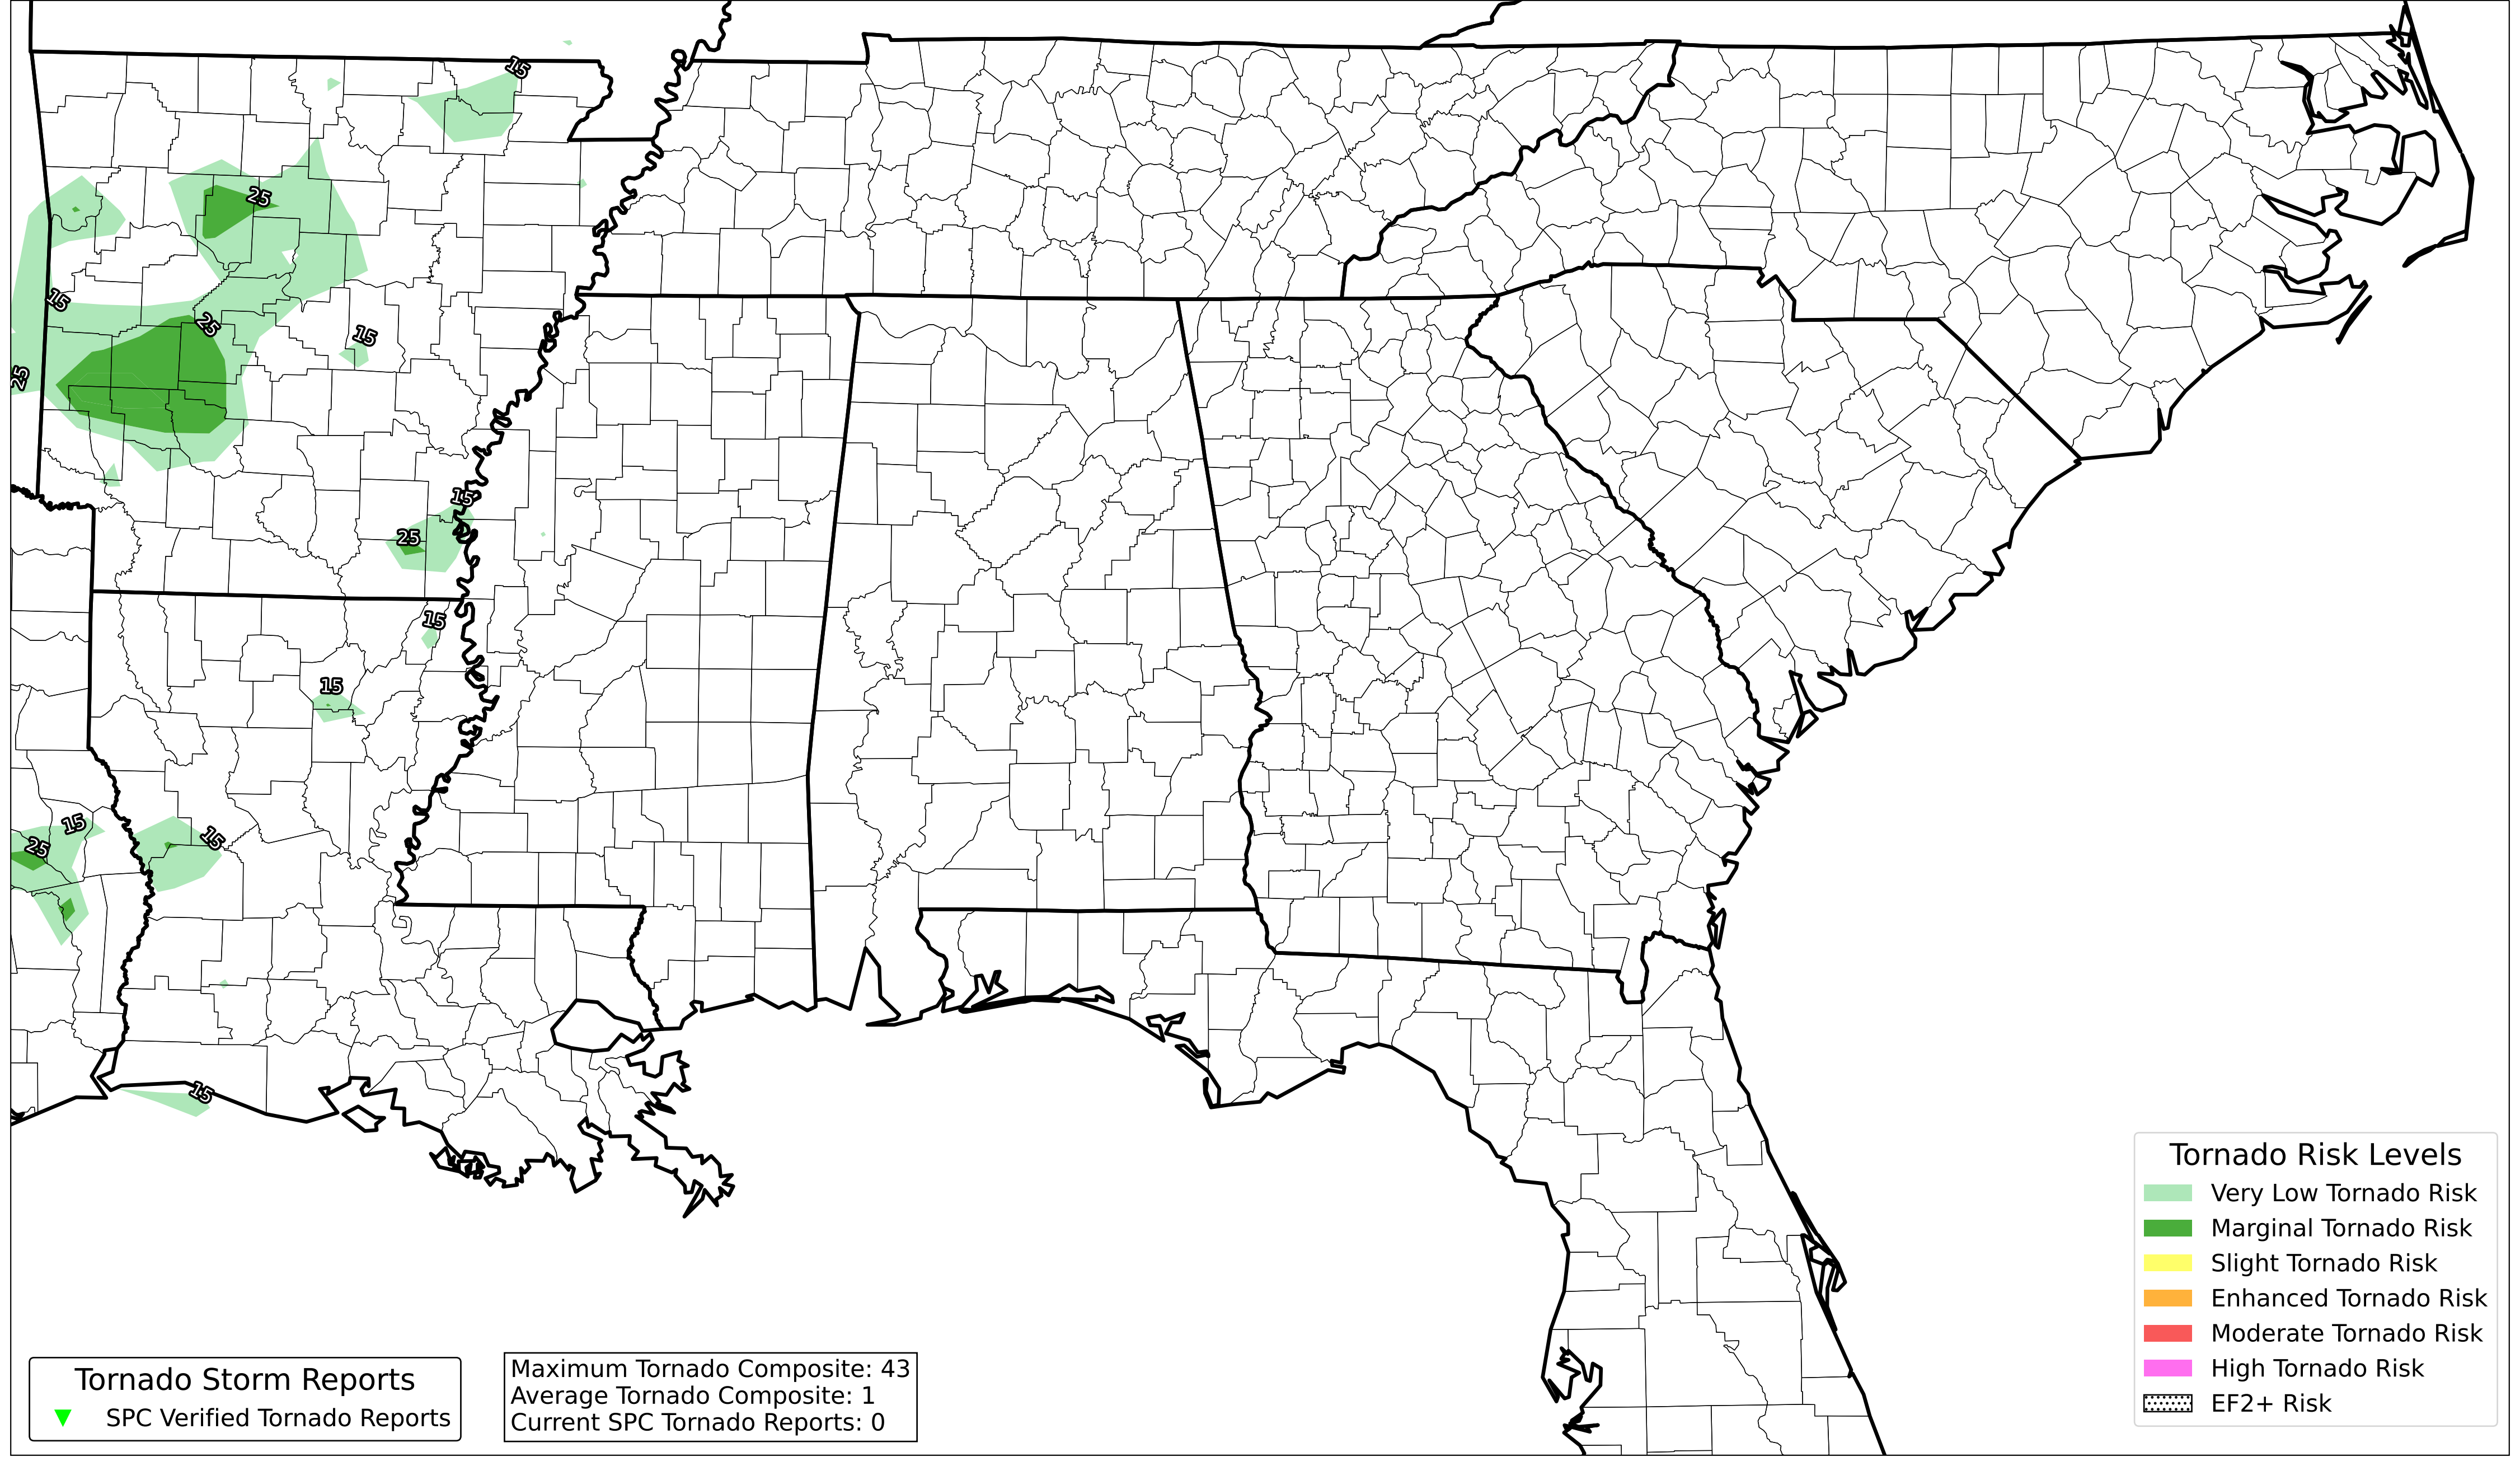 15
25
15
25
15
25
15
25
15
15
15
25
15
15
Tornado Risk Levels
Very Low Tornado Risk
Marginal Tornado Risk
Slight Tornado Risk
Enhanced Tornado Risk
Moderate Tornado Risk
High Tornado Risk
EF2+ Risk
Tornado Storm Reports
SPC Verified Tornado Reports
Maximum Tornado Composite: 43
Average Tornado Composite: 1
Current SPC Tornado Reports: 0